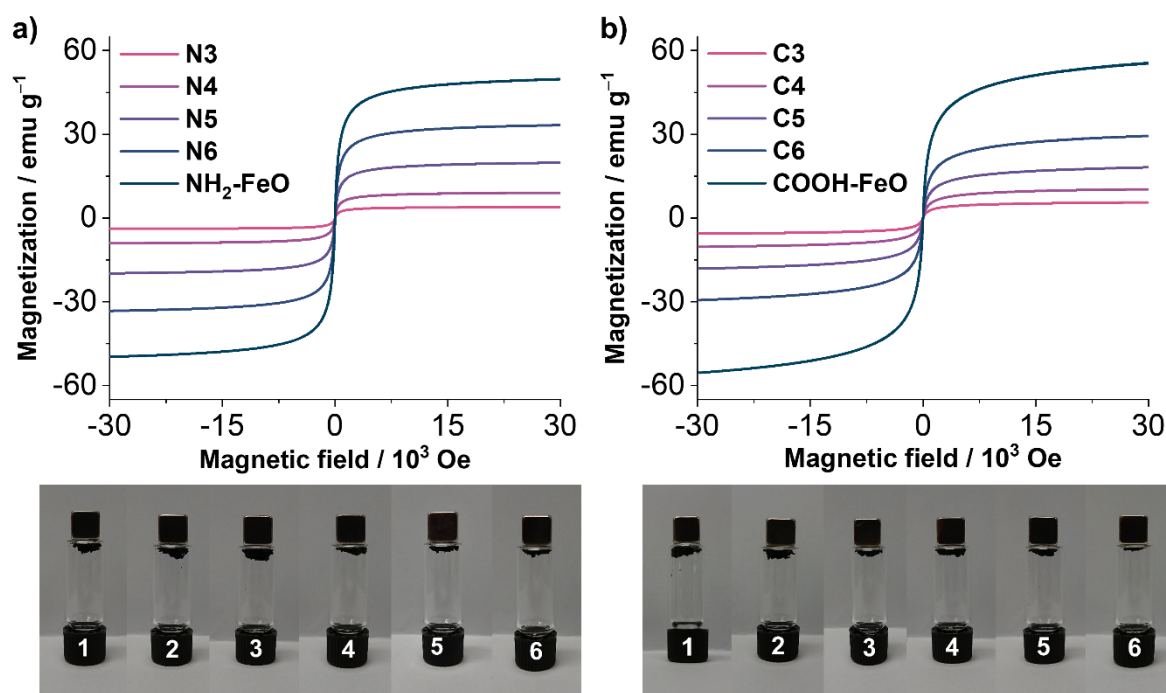 a)
60
30
0
-30
-60
Magnetization / emu g⁻¹
N3
N4
N5
N6
NH₂-FeO
-30 -15 0 15 30
Magnetic field / 10³ Oe
1 2 3 4 5 6
b)
60
30
0
-30
-60
Magnetization / emu g⁻¹
C3
C4
C5
C6
COOH-FeO
-30 -15 0 15 30
Magnetic field / 10³ Oe
1 2 3 4 5 6